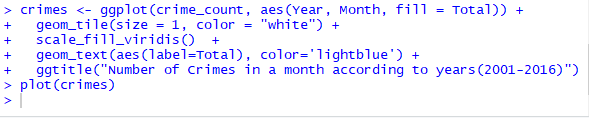 > crimes <- ggplot(crime_count, aes(Year, Month, fill = Total)) +
+   geom_tile(size = 1, color = "white") +
+   scale_fill_viridis()  +
+   geom_text(aes(label=Total), color='lightblue') +
+   ggtitle("Number of Crimes in a month according to years(2001-2016)")
> plot(crimes)
>